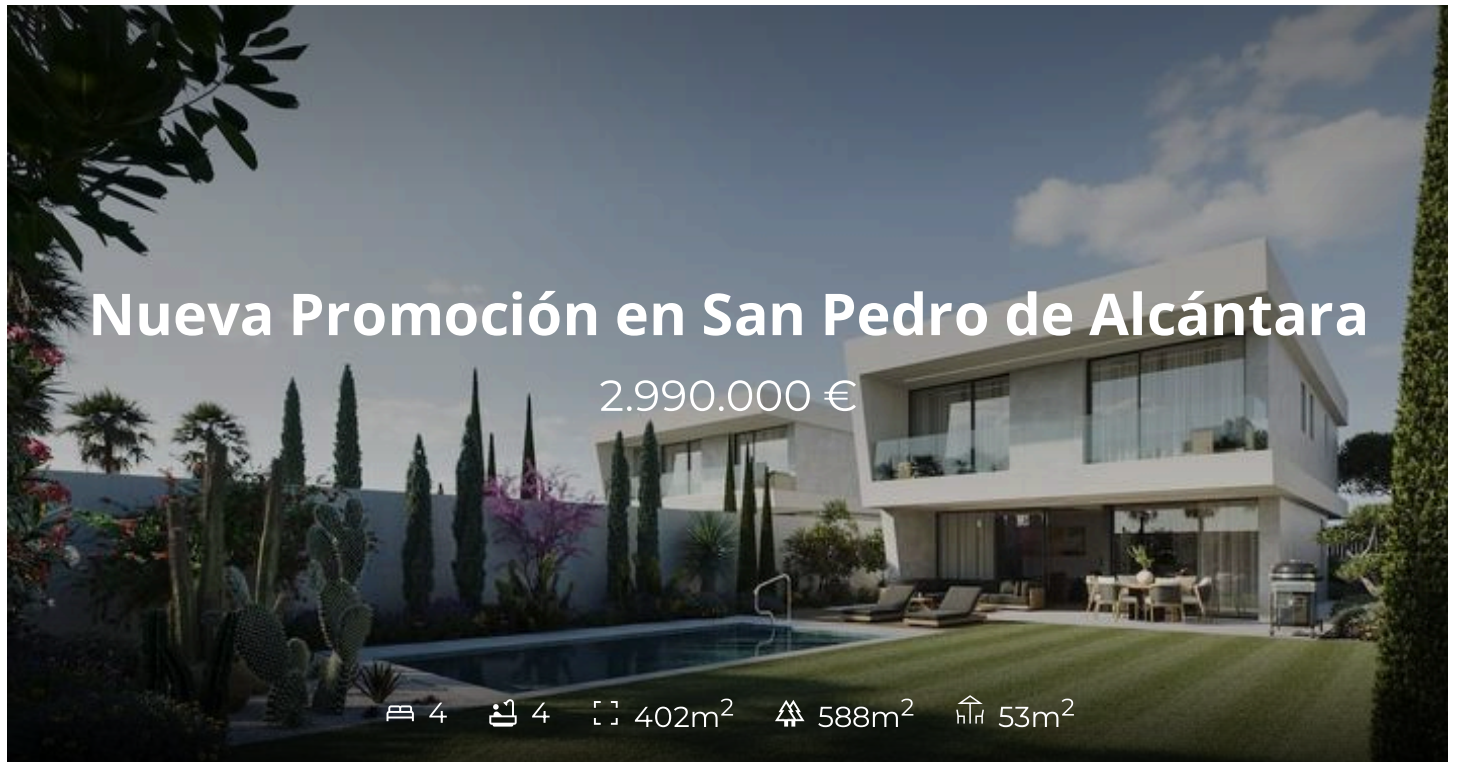 Nueva Promoción en San Pedro de Alcántara
2.990.000 €
4 4 402m² 588m² 53m²